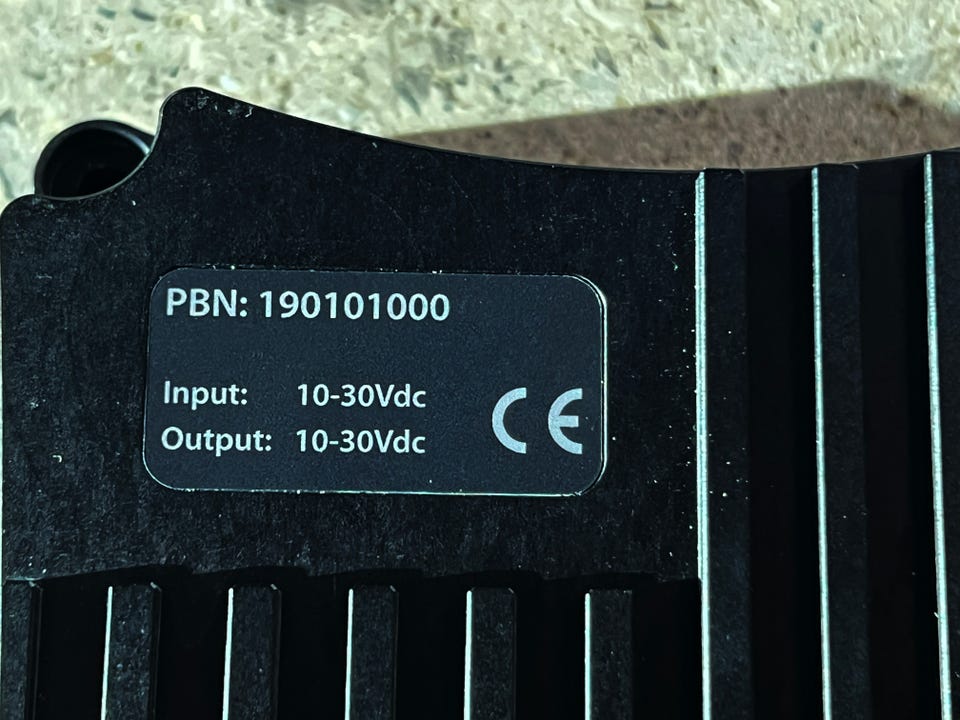 PBN: 190101000
Input: 10-30Vdc
Output: 10-30Vdc
CE